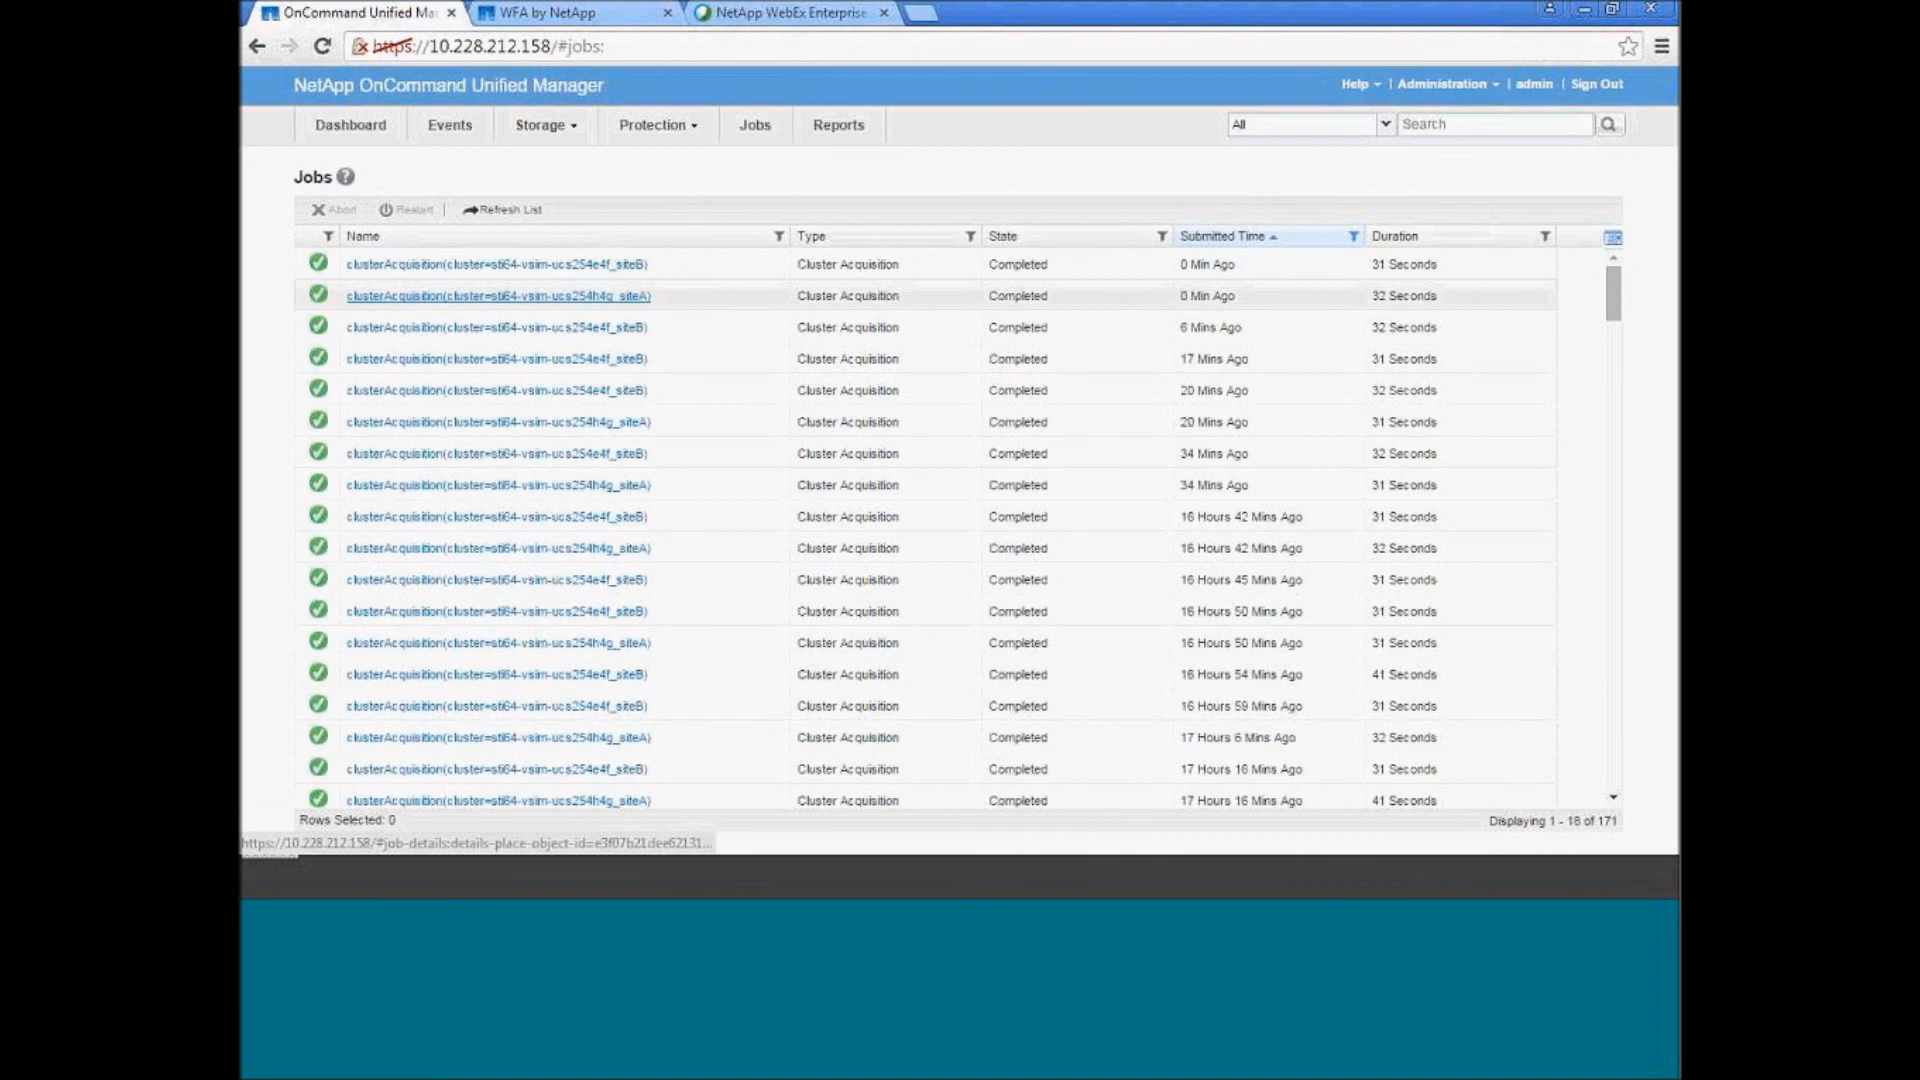 OnCommand Unified Ma
WFA by NetApp
NetApp WebEx Enterprise
https://10.228.212.158/#jobs:
NetApp OnCommand Unified Manager
Help | Administration | admin | Sign Out
Dashboard Events Storage Protection Jobs Reports All Search
Jobs
Abort Restart | Refresh List
Name Type State Submitted Time Duration
clusterAcquisition(cluster=sti64-vsim-ucs254e4f_siteB) Cluster Acquisition Completed 0 Min Ago 31 Seconds
clusterAcquisition(cluster=sti64-vsim-ucs254h4g_siteA) Cluster Acquisition Completed 0 Min Ago 32 Seconds
clusterAcquisition(cluster=sti64-vsim-ucs254e4f_siteB) Cluster Acquisition Completed 6 Mins Ago 32 Seconds
clusterAcquisition(cluster=sti64-vsim-ucs254e4f_siteB) Cluster Acquisition Completed 17 Mins Ago 31 Seconds
clusterAcquisition(cluster=sti64-vsim-ucs254e4f_siteB) Cluster Acquisition Completed 20 Mins Ago 32 Seconds
clusterAcquisition(cluster=sti64-vsim-ucs254h4g_siteA) Cluster Acquisition Completed 20 Mins Ago 31 Seconds
clusterAcquisition(cluster=sti64-vsim-ucs254e4f_siteB) Cluster Acquisition Completed 34 Mins Ago 32 Seconds
clusterAcquisition(cluster=sti64-vsim-ucs254h4g_siteA) Cluster Acquisition Completed 34 Mins Ago 31 Seconds
clusterAcquisition(cluster=sti64-vsim-ucs254e4f_siteB) Cluster Acquisition Completed 16 Hours 42 Mins Ago 31 Seconds
clusterAcquisition(cluster=sti64-vsim-ucs254h4g_siteA) Cluster Acquisition Completed 16 Hours 42 Mins Ago 32 Seconds
clusterAcquisition(cluster=sti64-vsim-ucs254e4f_siteB) Cluster Acquisition Completed 16 Hours 45 Mins Ago 31 Seconds
clusterAcquisition(cluster=sti64-vsim-ucs254e4f_siteB) Cluster Acquisition Completed 16 Hours 50 Mins Ago 31 Seconds
clusterAcquisition(cluster=sti64-vsim-ucs254h4g_siteA) Cluster Acquisition Completed 16 Hours 50 Mins Ago 31 Seconds
clusterAcquisition(cluster=sti64-vsim-ucs254e4f_siteB) Cluster Acquisition Completed 16 Hours 54 Mins Ago 41 Seconds
clusterAcquisition(cluster=sti64-vsim-ucs254e4f_siteB) Cluster Acquisition Completed 16 Hours 59 Mins Ago 31 Seconds
clusterAcquisition(cluster=sti64-vsim-ucs254h4g_siteA) Cluster Acquisition Completed 17 Hours 6 Mins Ago 32 Seconds
clusterAcquisition(cluster=sti64-vsim-ucs254e4f_siteB) Cluster Acquisition Completed 17 Hours 16 Mins Ago 31 Seconds
clusterAcquisition(cluster=sti64-vsim-ucs254h4g_siteA) Cluster Acquisition Completed 17 Hours 16 Mins Ago 41 Seconds
Rows Selected: 0 Displaying 1 - 18 of 171
https://10.228.212.158/#job-details:details-place-object-id=e3f07b21dee62131...